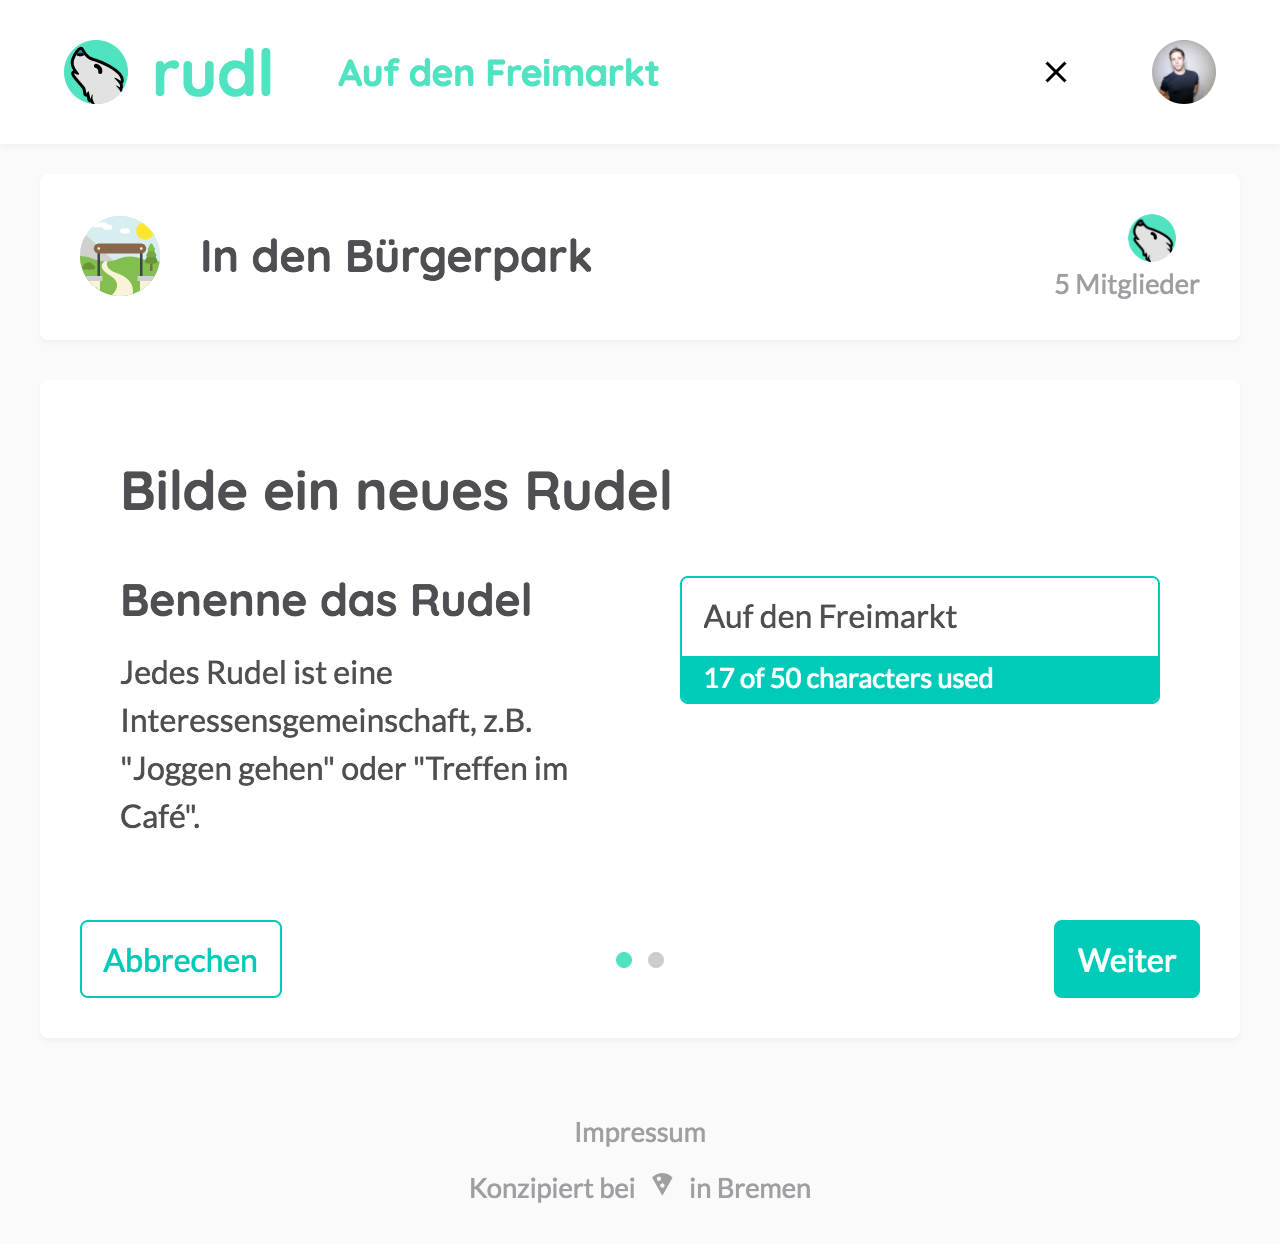 rudl
Auf den Freimarkt
In den Bürgerpark
5 Mitglieder
Bilde ein neues Rudel
Benenne das Rudel
Jedes Rudel ist eine
Interessensgemeinschaft, z.B.
"Joggen gehen" oder "Treffen im
Café".
Auf den Freimarkt
17 of 50 characters used
Abbrechen
Weiter
Impressum
Konzipiert bei in Bremen